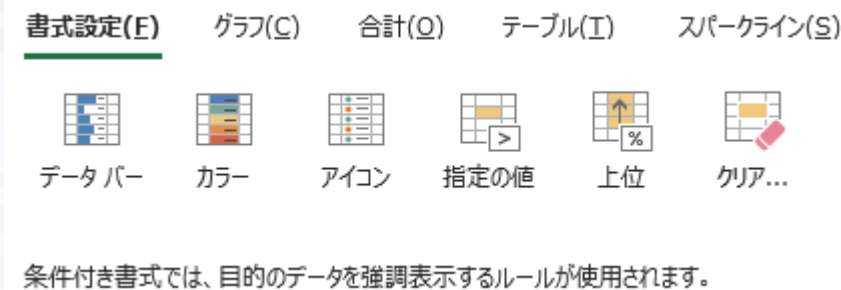 書式設定(F) グラフ(C) 合計(O) テーブル(T) スパークライン(S)
データ バー カラー アイコン 指定の値 上位 クリア...
条件付き書式では、目的のデータを強調表示するルールが使用されます。